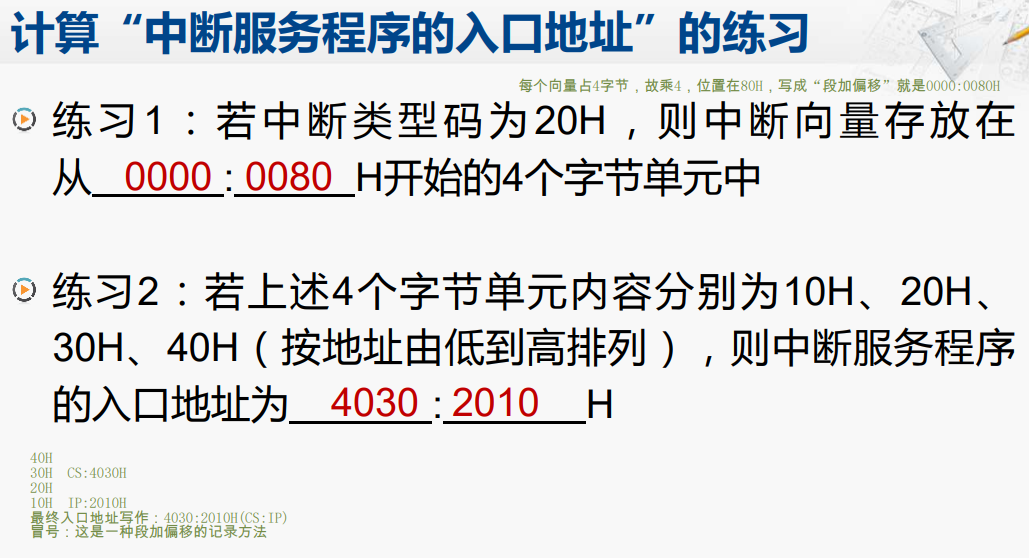 计算“中断服务程序的入口地址”的练习
每个向量占4字节，故乘4，位置在80H，写成“段加偏移”就是0000:0080H
练习1：若中断类型码为20H，则中断向量存放在
从 0000 : 0080 H开始的4个字节单元中
练习2：若上述4个字节单元内容分别为10H、20H、
30H、40H（按地址由低到高排列），则中断服务程序
的入口地址为 4030 : 2010 H
40H
30H CS:4030H
20H
10H IP:2010H
最终入口地址写作：4030:2010H(CS:IP)
冒号：这是一种段加偏移的记录方法